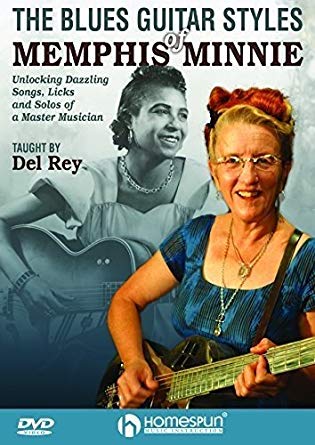 THE BLUES GUITAR STYLES
of
MEMPHIS MINNIE
Unlocking Dazzling
Songs, Licks
and Solos of
a Master Musician
TAUGHT BY
Del Rey
DVD
VIDEO
HOMESPUN
MUSIC INSTRUCTION